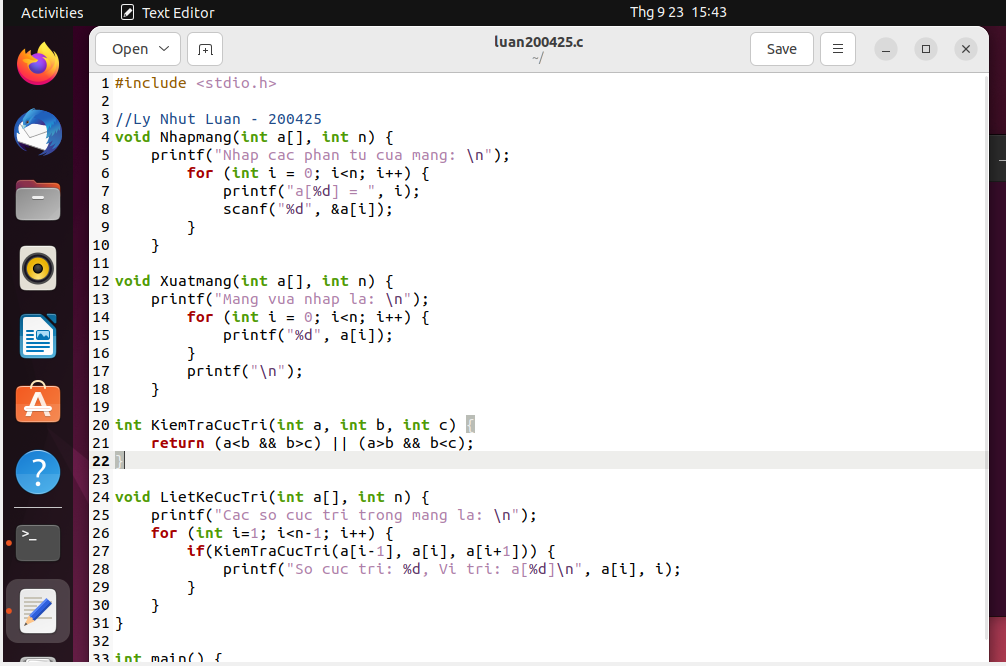 Activities Text Editor Thg 9 23 15:43
Open luan200425.c Save
~/
1 #include <stdio.h>
2
3 //Ly Nhut Luan - 200425
4 void Nhapmang(int a[], int n) {
5     printf("Nhap cac phan tu cua mang: \n");
6         for (int i = 0; i<n; i++) {
7             printf("a[%d] = ", i);
8             scanf("%d", &a[i]);
9         }
10     }
11
12 void Xuatmang(int a[], int n) {
13     printf("Mang vua nhap la: \n");
14         for (int i = 0; i<n; i++) {
15             printf("%d", a[i]);
16         }
17         printf("\n");
18     }
19
20 int KiemTraCucTri(int a, int b, int c) {
21     return (a<b && b>c) || (a>b && b<c);
22 }
23
24 void LietKeCucTri(int a[], int n) {
25     printf("Cac so cuc tri trong mang la: \n");
26     for (int i=1; i<n-1; i++) {
27         if(KiemTraCucTri(a[i-1], a[i], a[i+1])) {
28             printf("So cuc tri: %d, Vi tri: a[%d]\n", a[i], i);
29         }
30     }
31 }
32
33 int main() {